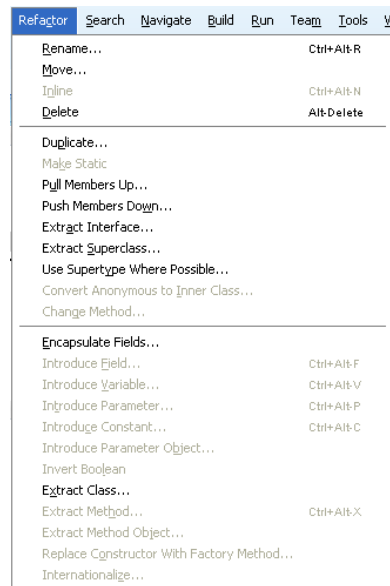 Refactor Search Navigate Build Run Team Tools
Rename... Ctrl+Alt-R
Move...
Inline Ctrl+Alt-N
Delete Alt-Delete
Duplicate...
Make Static
Pull Members Up...
Push Members Down...
Extract Interface...
Extract Superclass...
Use Supertype Where Possible...
Convert Anonymous to Inner Class...
Change Method...
Encapsulate Fields...
Introduce Field... Ctrl+Alt-F
Introduce Variable... Ctrl+Alt-V
Introduce Parameter... Ctrl+Alt-P
Introduce Constant... Ctrl+Alt-C
Introduce Parameter Object...
Invert Boolean
Extract Class...
Extract Method... Ctrl+Alt-X
Extract Method Object...
Replace Constructor With Factory Method...
Internationalize...